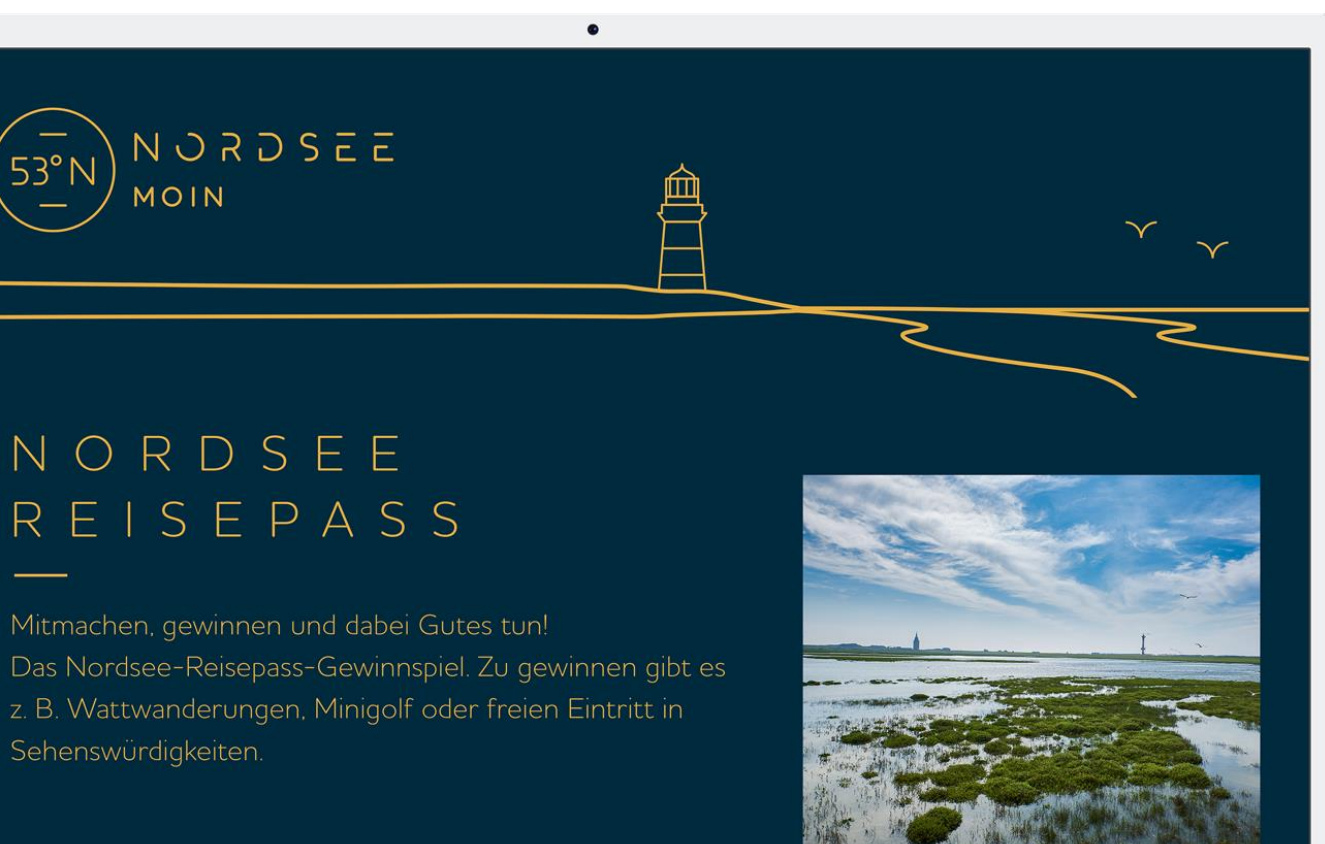 53°N
NORDSEE
MOIN
NORDSEE
REISEPASS
Mitmachen, gewinnen und dabei Gutes tun!
Das Nordsee-Reisepass-Gewinnspiel. Zu gewinnen gibt es
z. B. Wattwanderungen, Minigolf oder freien Eintritt in
Sehenswürdigkeiten.